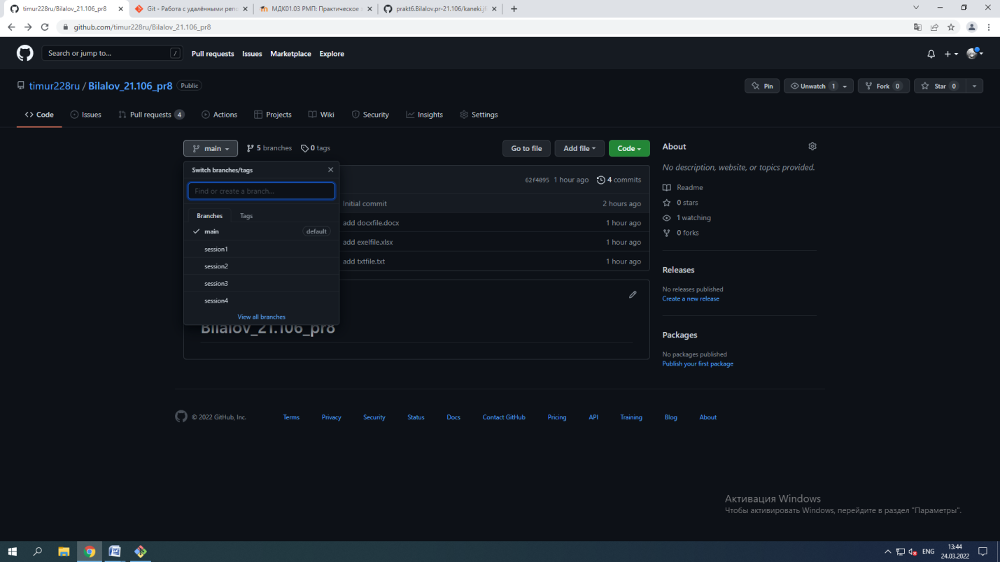 timur228ru/Bilalov_21.106_pr8
Git - Работа с удалёнными репо
МДК01.03 РМП: Практическое з
prakt6.Bilalov.pr-21.106/kaneki.jf
github.com/timur228ru/Bilalov_21.106_pr8
Search or jump to... /
Pull requests Issues Marketplace Explore
timur228ru / Bilalov_21.106_pr8 Public
Pin Unwatch 1 Fork 0 Star 0
Code Issues Pull requests 4 Actions Projects Wiki Security Insights Settings
main 5 branches 0 tags Go to file Add file Code
Switch branches/tags
Find or create a branch...
Branches Tags
main default
session1
session2
session3
session4
View all branches
62f4095 1 hour ago 4 commits
Initial commit 2 hours ago
add docxfile.docx 1 hour ago
add exelfile.xlsx 1 hour ago
add txtfile.txt 1 hour ago
Bilalov_21.106_pr8
About
No description, website, or topics provided.
Readme
0 stars
1 watching
0 forks
Releases
No releases published
Create a new release
Packages
No packages published
Publish your first package
© 2022 GitHub, Inc. Terms Privacy Security Status Docs Contact GitHub Pricing API Training Blog About
Активация Windows
Чтобы активировать Windows, перейдите в раздел "Параметры".
ENG
13:44
24.03.2022